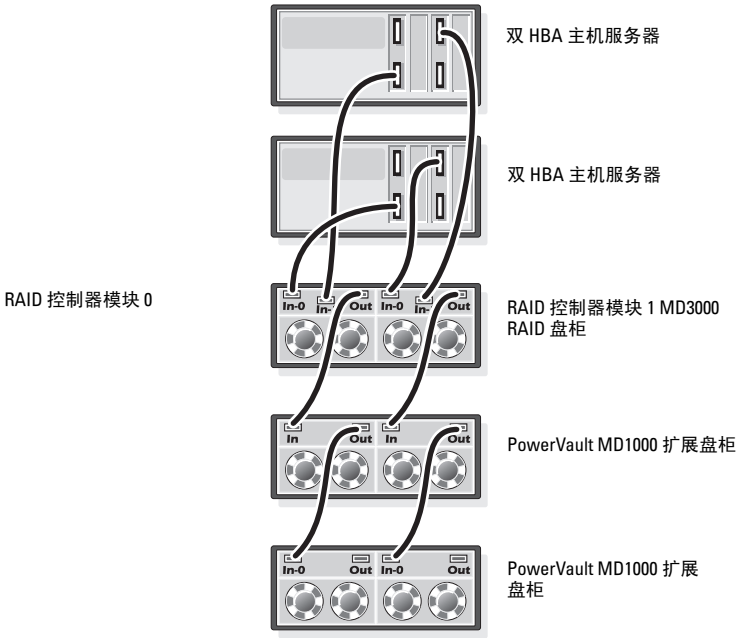 双 HBA 主机服务器
双 HBA 主机服务器
RAID 控制器模块 0
In-0 In- Out In-0 In- Out
RAID 控制器模块 1 MD3000
RAID 盘柜
In Out In Out
PowerVault MD1000 扩展盘柜
In-0 Out In-0 Out
PowerVault MD1000 扩展
盘柜